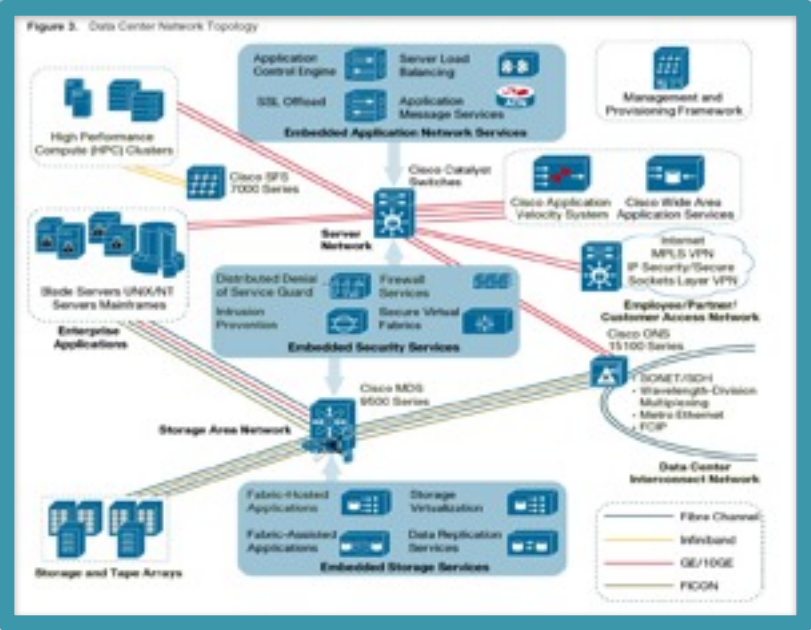 Figure 3. Data Center Network Topology
Application
Control Engine
Server Load
Balancing
SSL Offload
Application
Message Services
Embedded Application Network Services
Management and
Provisioning Framework
High Performance
Compute (HPC) Clusters
Cisco SFS
7000 Series
Cisco Catalyst
Switches
Cisco Application
Velocity System
Cisco Wide Area
Application Services
Server
Network
Blade Servers UNIX/NT
Servers Mainframes
Enterprise
Applications
Internet
MPLS VPN
IP Security/Secure
Sockets Layer VPN
Employee/Partner/
Customer Access Network
Distributed Denial
of Service Guard
Firewall
Services
Intrusion
Prevention
Secure Virtual
Fabrics
Embedded Security Services
Cisco ONS
15100 Series
• SONET/SDH
• Wavelength-Division
Multiplexing
• Metro Ethernet
• FCIP
Data Center
Interconnect Network
Cisco MDS
9500 Series
Storage Area Network
Storage and Tape Arrays
Fabric-Hosted
Applications
Storage
Virtualization
Fabric-Assisted
Applications
Data Replication
Services
Embedded Storage Services
Fibre Channel
Infiniband
GE/10GE
FICON